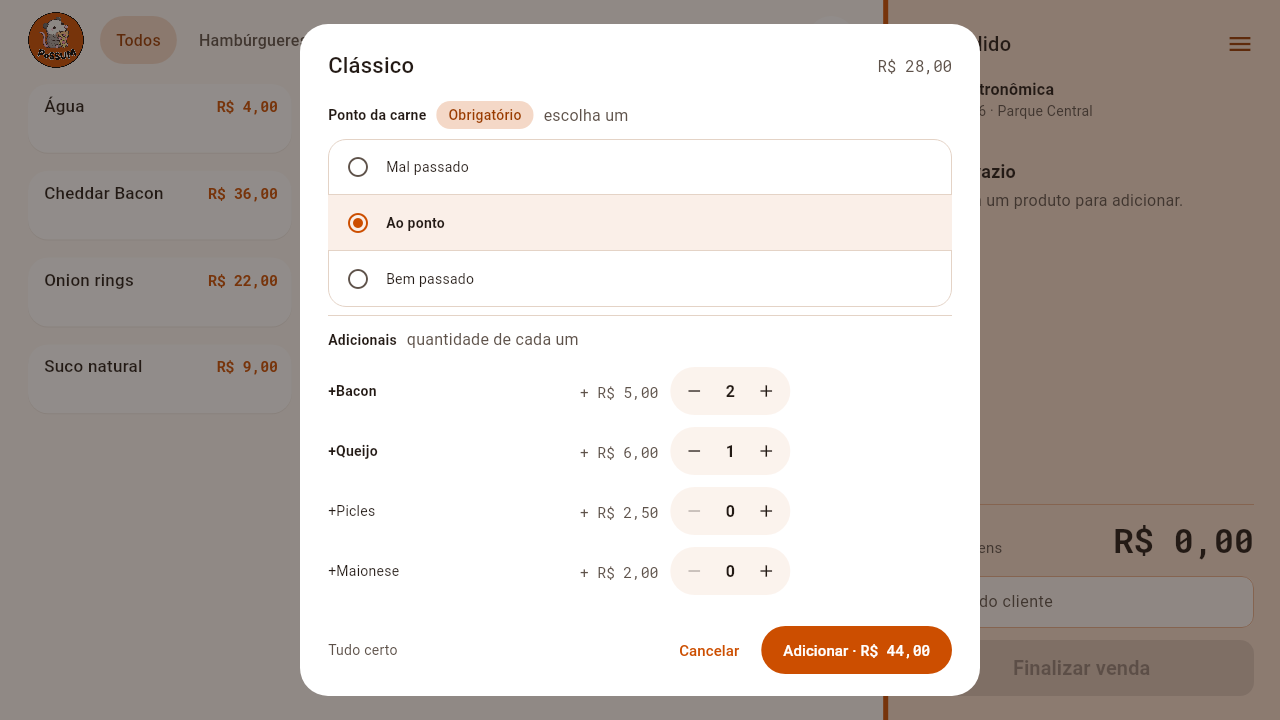 POSSUM
Todos
Hambúrguere
Água
R$ 4,00
Cheddar Bacon
R$ 36,00
Onion rings
R$ 22,00
Suco natural
R$ 9,00
Clássico
R$ 28,00
Ponto da carne
Obrigatório
escolha um
Mal passado
Ao ponto
Bem passado
Adicionais
quantidade de cada um
+Bacon
+ R$ 5,00
2
+Queijo
+ R$ 6,00
1
+Picles
+ R$ 2,50
0
+Maionese
+ R$ 2,00
0
Tudo certo
Cancelar
Adicionar · R$ 44,00
dido
tronômica
6 · Parque Central
azio
um produto para adicionar.
ens
R$ 0,00
do cliente
Finalizar venda